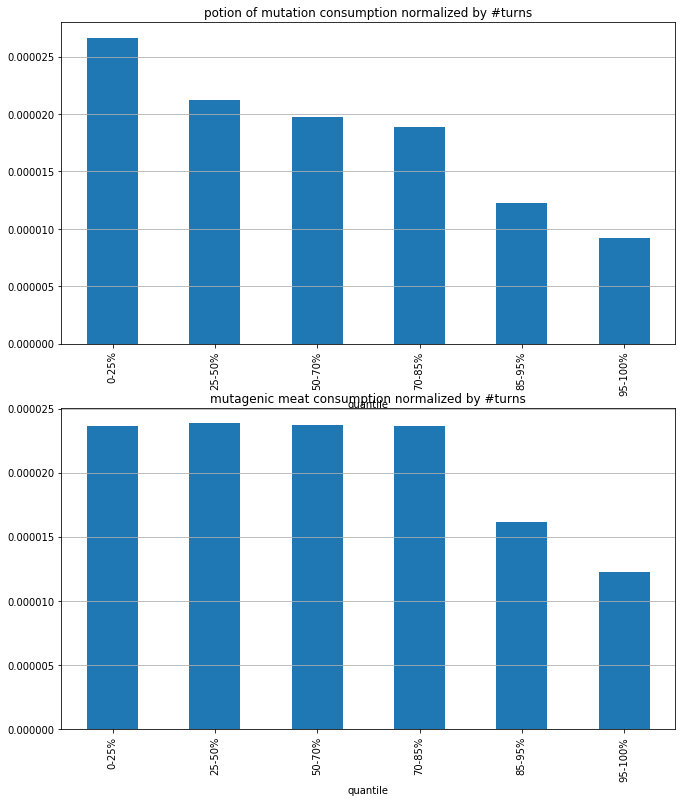 potion of mutation consumption normalized by #turns
0.000025
0.000020
0.000015
0.000010
0.000005
0.000000
0-25% 25-50% 50-70% 70-85% 85-95% 95-100%
quantile
mutagenic meat consumption normalized by #turns
0.000025
0.000020
0.000015
0.000010
0.000005
0.000000
0-25% 25-50% 50-70% 70-85% 85-95% 95-100%
quantile